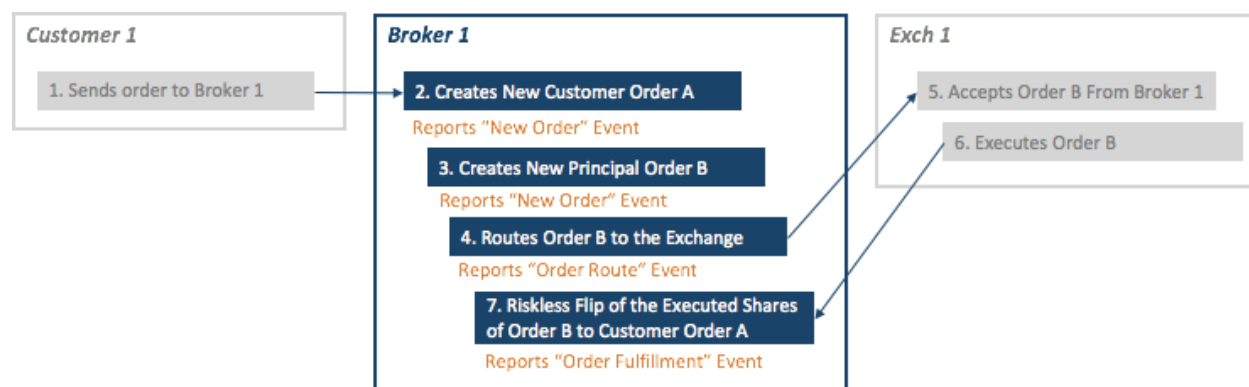 Customer 1
1. Sends order to Broker 1
Broker 1
2. Creates New Customer Order A
Reports “New Order” Event
3. Creates New Principal Order B
Reports “New Order” Event
4. Routes Order B to the Exchange
Reports “Order Route” Event
7. Riskless Flip of the Executed Shares
of Order B to Customer Order A
Reports “Order Fulfillment” Event
Exch 1
5. Accepts Order B From Broker 1
6. Executes Order B